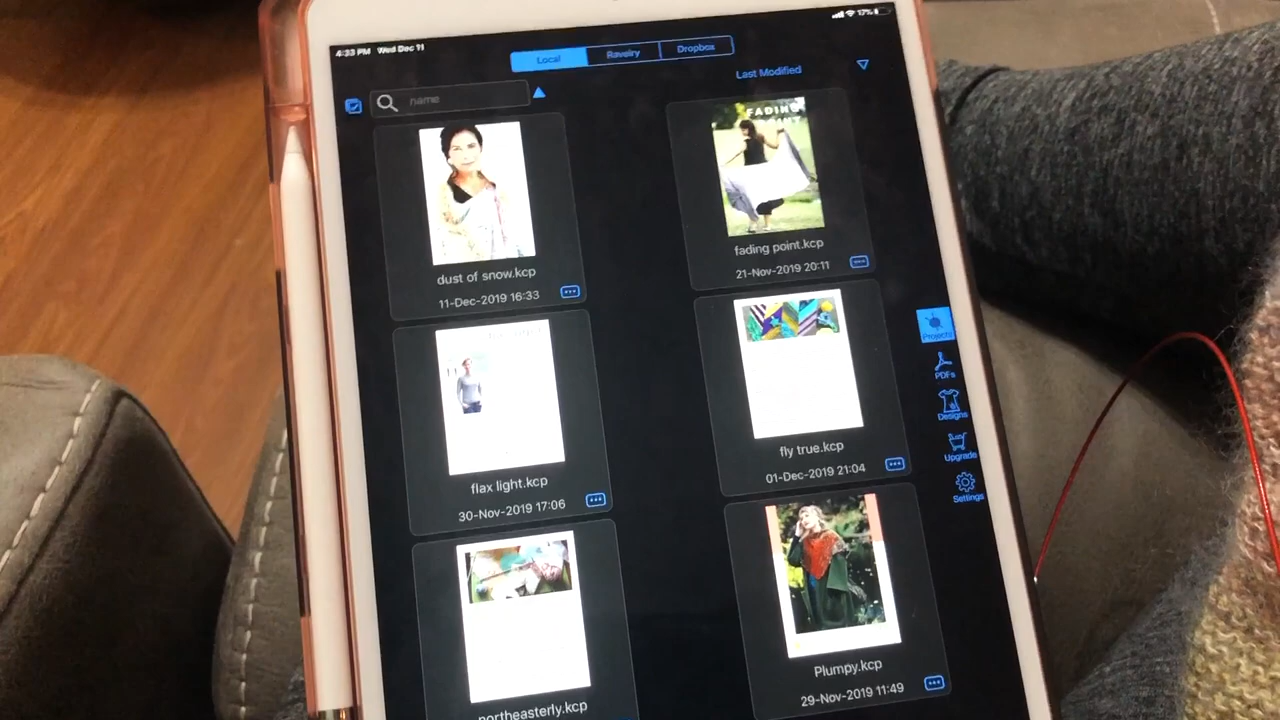 4:33 PM Wed Dec 11
17%
Local
Ravelry
Dropbox
name
Last Modified
FADING
POINT
dust of snow.kcp
11-Dec-2019 16:33
fading point.kcp
21-Nov-2019 20:11
flax light.kcp
30-Nov-2019 17:06
fly true.kcp
01-Dec-2019 21:04
northeasterly.kcp
Plumpy.kcp
29-Nov-2019 11:49
Projects
PDFs
Designs
Upgrade
Settings